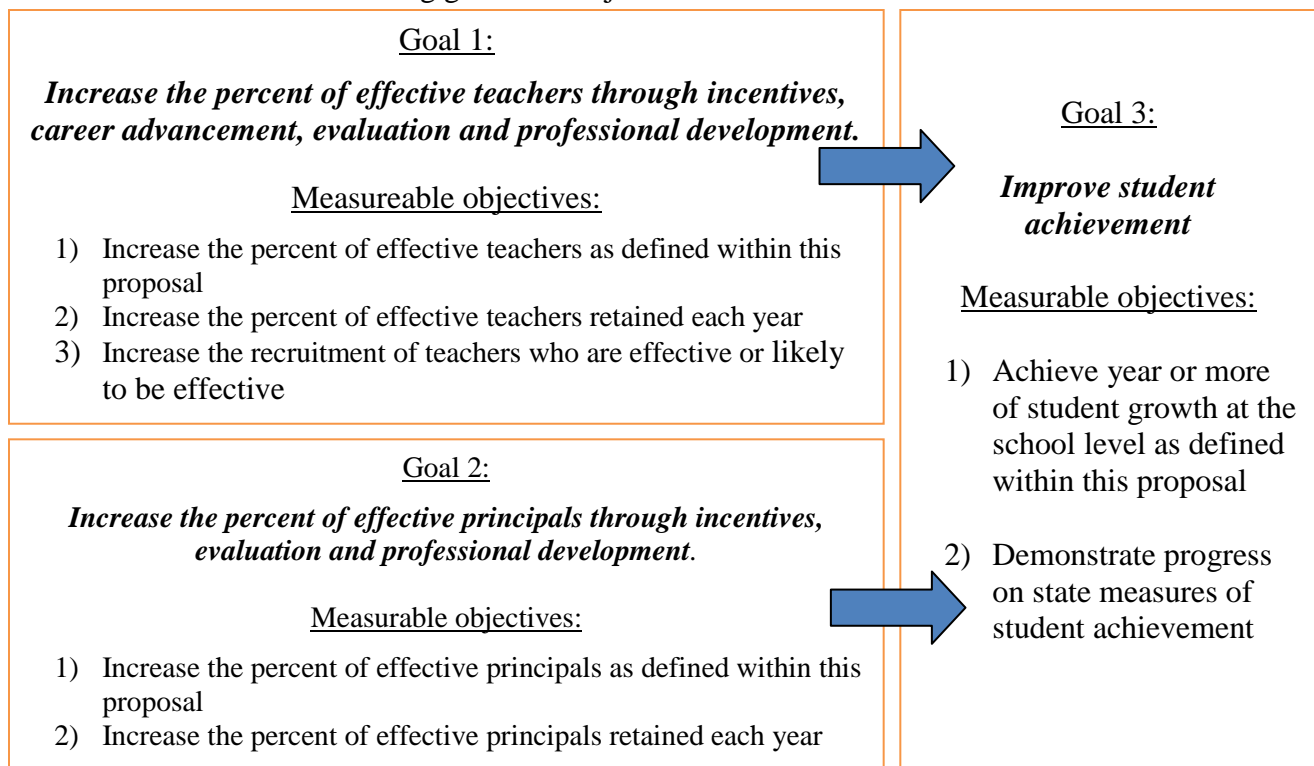 Goal 1:
Increase the percent of effective teachers through incentives,
career advancement, evaluation and professional development.
Measureable objectives:
1) Increase the percent of effective teachers as defined within this
proposal
2) Increase the percent of effective teachers retained each year
3) Increase the recruitment of teachers who are effective or likely
to be effective
Goal 2:
Increase the percent of effective principals through incentives,
evaluation and professional development.
Measurable objectives:
1) Increase the percent of effective principals as defined within this
proposal
2) Increase the percent of effective principals retained each year
Goal 3:
Improve student
achievement
Measurable objectives:
1) Achieve year or more
of student growth at the
school level as defined
within this proposal
2) Demonstrate progress
on state measures of
student achievement